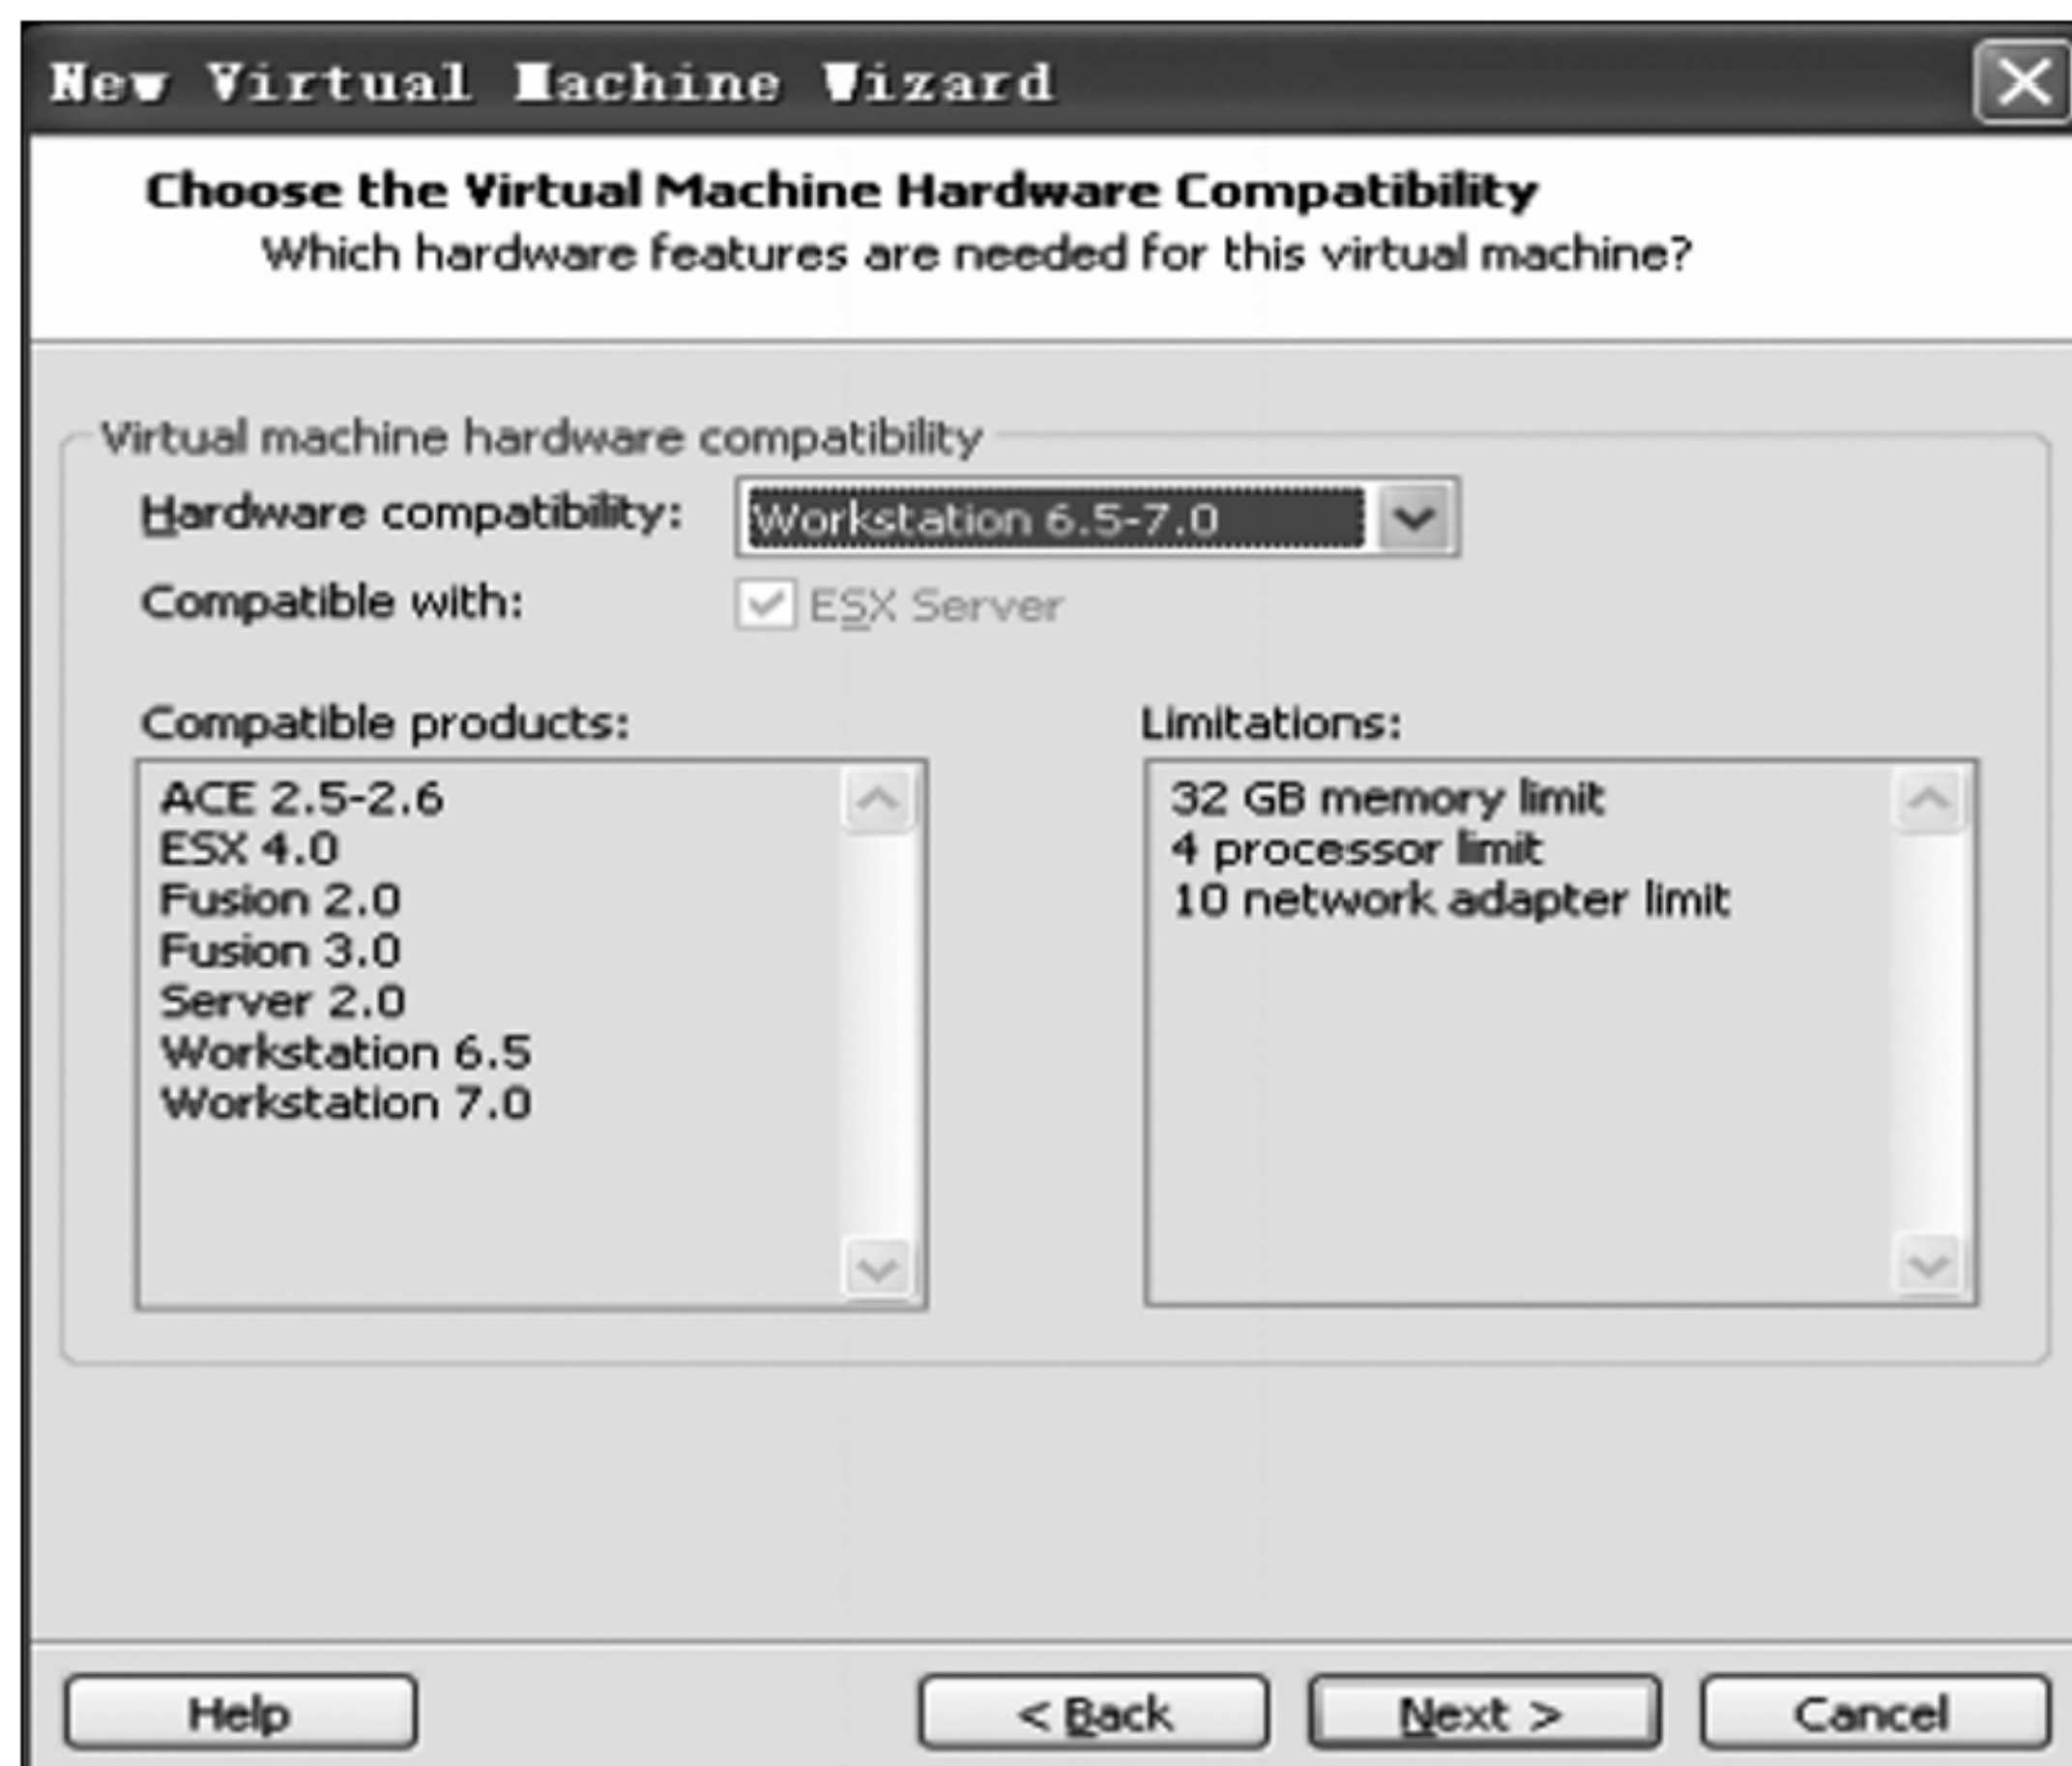 New Virtual Machine Wizard
Choose the Virtual Machine Hardware Compatibility
Which hardware features are needed for this virtual machine?
Virtual machine hardware compatibility
Hardware compatibility: Workstation 6.5-7.0
Compatible with: ESX Server
Compatible products:
ACE 2.5-2.6
ESX 4.0
Fusion 2.0
Fusion 3.0
Server 2.0
Workstation 6.5
Workstation 7.0
Limitations:
32 GB memory limit
4 processor limit
10 network adapter limit
Help < Back Next > Cancel